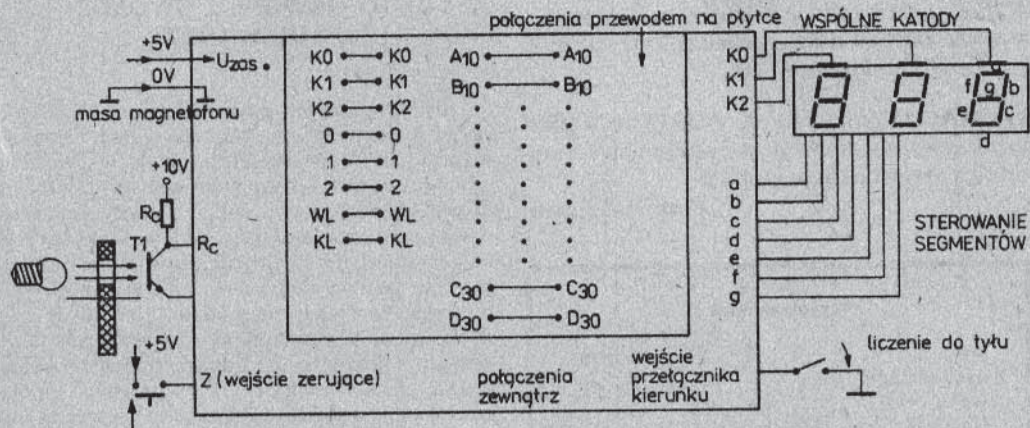 połączenia przewodem na płytce WSPÓLNE KATODY
+5V
Uzas.
0V
masa magnetofonu
K0 K0
K1 K1
K2 K2
0 0
1 1
2 2
WL WL
KL KL
A10 A10
B10 B10
C30 C30
D30 D30
K0
K1
K2
f g b
e c
d
a
b
c
d
e
f
g
STEROWANIE
SEGMENTÓW
+10V
Rc
T1
Rc
+5V
Z (wejście zerujące)
połączenia
zewnątrz
wejście
przełącznika
kierunku
liczenie do tyłu